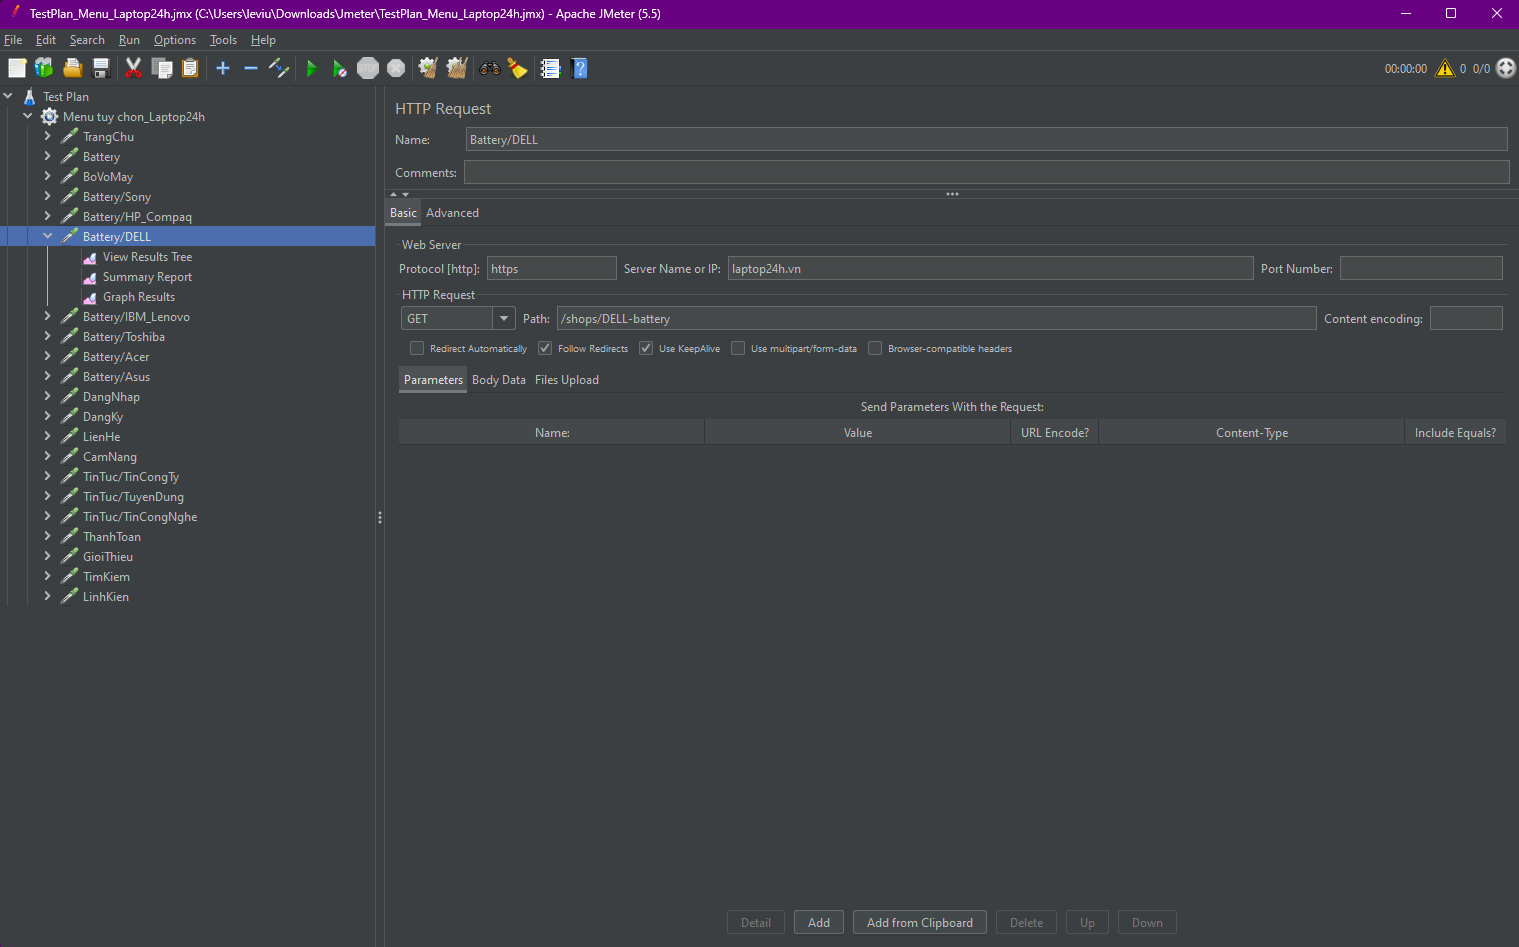 TestPlan_Menu_Laptop24h.jmx (C:\Users\leviu\Downloads\Jmeter\TestPlan_Menu_Laptop24h.jmx) - Apache JMeter (5.5)
File Edit Search Run Options Tools Help
00:00:00 0 0/0
Test Plan
Menu tuy chon_Laptop24h
TrangChu
Battery
BoVoMay
Battery/Sony
Battery/HP_Compaq
Battery/DELL
View Results Tree
Summary Report
Graph Results
Battery/IBM_Lenovo
Battery/Toshiba
Battery/Acer
Battery/Asus
DangNhap
DangKy
LienHe
CamNang
TinTuc/TinCongTy
TinTuc/TuyenDung
TinTuc/TinCongNghe
ThanhToan
GioiThieu
TimKiem
LinhKien
HTTP Request
Name: Battery/DELL
Comments:
Basic Advanced
Web Server
Protocol [http]: https Server Name or IP: laptop24h.vn Port Number:
HTTP Request
GET Path: /shops/DELL-battery Content encoding:
Redirect Automatically Follow Redirects Use KeepAlive Use multipart/form-data Browser-compatible headers
Parameters Body Data Files Upload
Send Parameters With the Request:
Name: Value URL Encode? Content-Type Include Equals?
Detail Add Add from Clipboard Delete Up Down